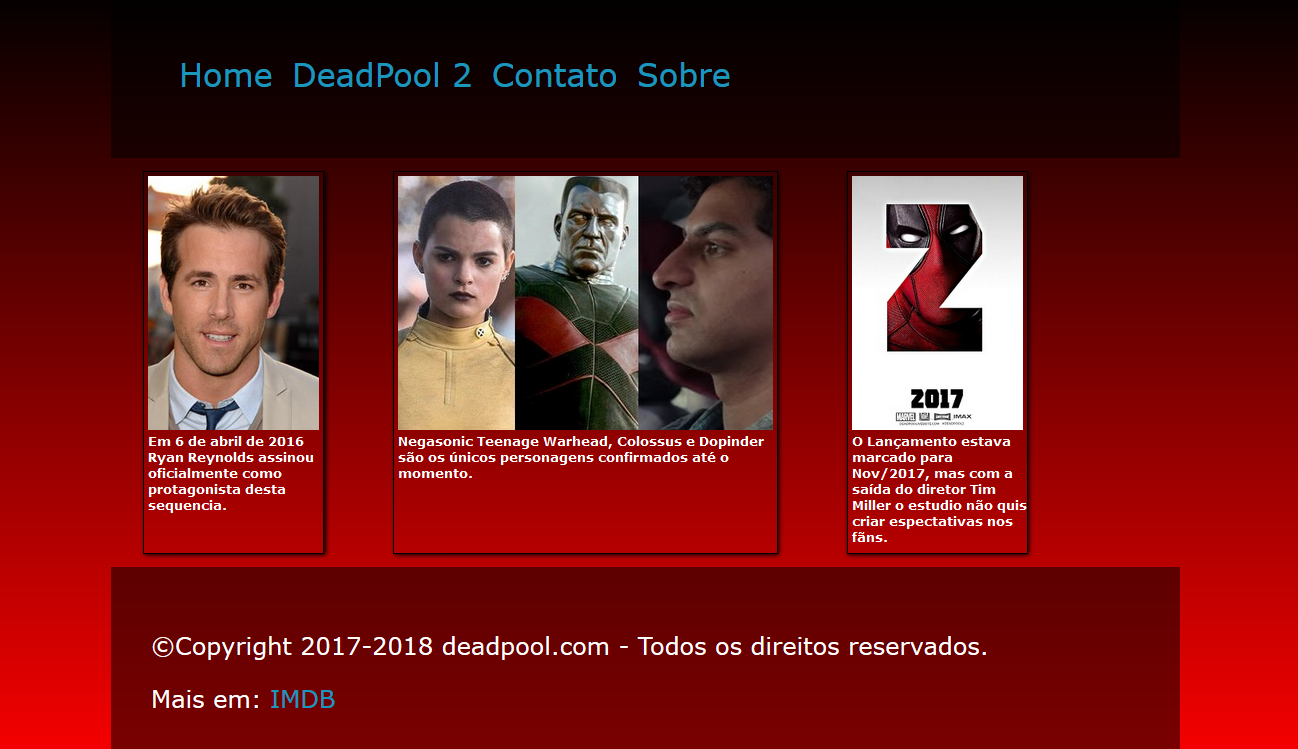 Home DeadPool 2 Contato Sobre
Em 6 de abril de 2016
Ryan Reynolds assinou
oficialmente como
protagonista desta
sequencia.
Negasonic Teenage Warhead, Colossus e Dopinder
são os únicos personagens confirmados até o
momento.
2017
MARVEL
IMAX
O Lançamento estava
marcado para
Nov/2017, mas com a
saída do diretor Tim
Miller o estudio não quis
criar espectativas nos
fãns.
©Copyright 2017-2018 deadpool.com - Todos os direitos reservados.
Mais em: IMDB